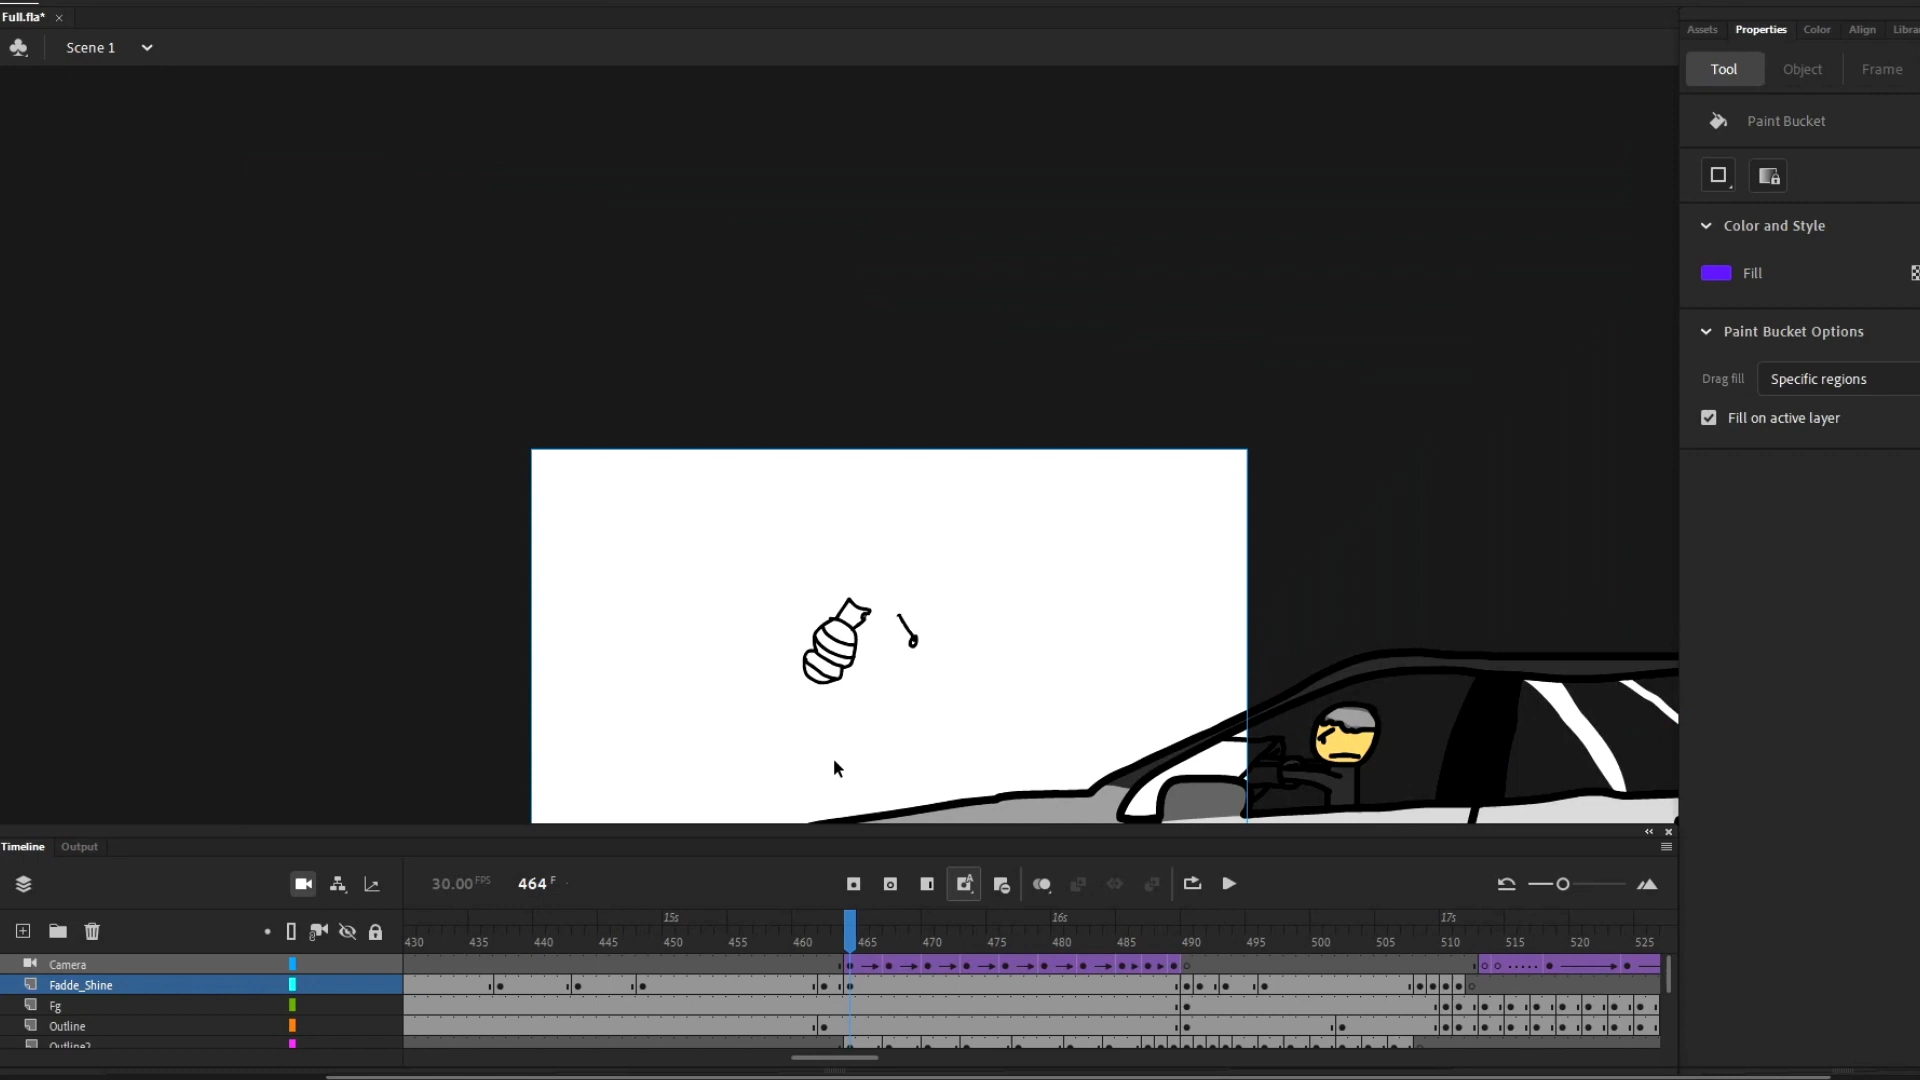 Full.fla*
Scene 1
Assets Properties Color Align
Tool Object Frame
Paint Bucket
Color and Style
Fill
Paint Bucket Options
Drag fill Specific regions
Fill on active layer
Timeline Output
30.00 FPS 464 F
15s 16s 17s
430 435 440 445 450 455 460 465 470 475 480 485 490 495 500 505 510 515 520 525
Camera
Fadde_Shine
Fg
Outline
Outline2